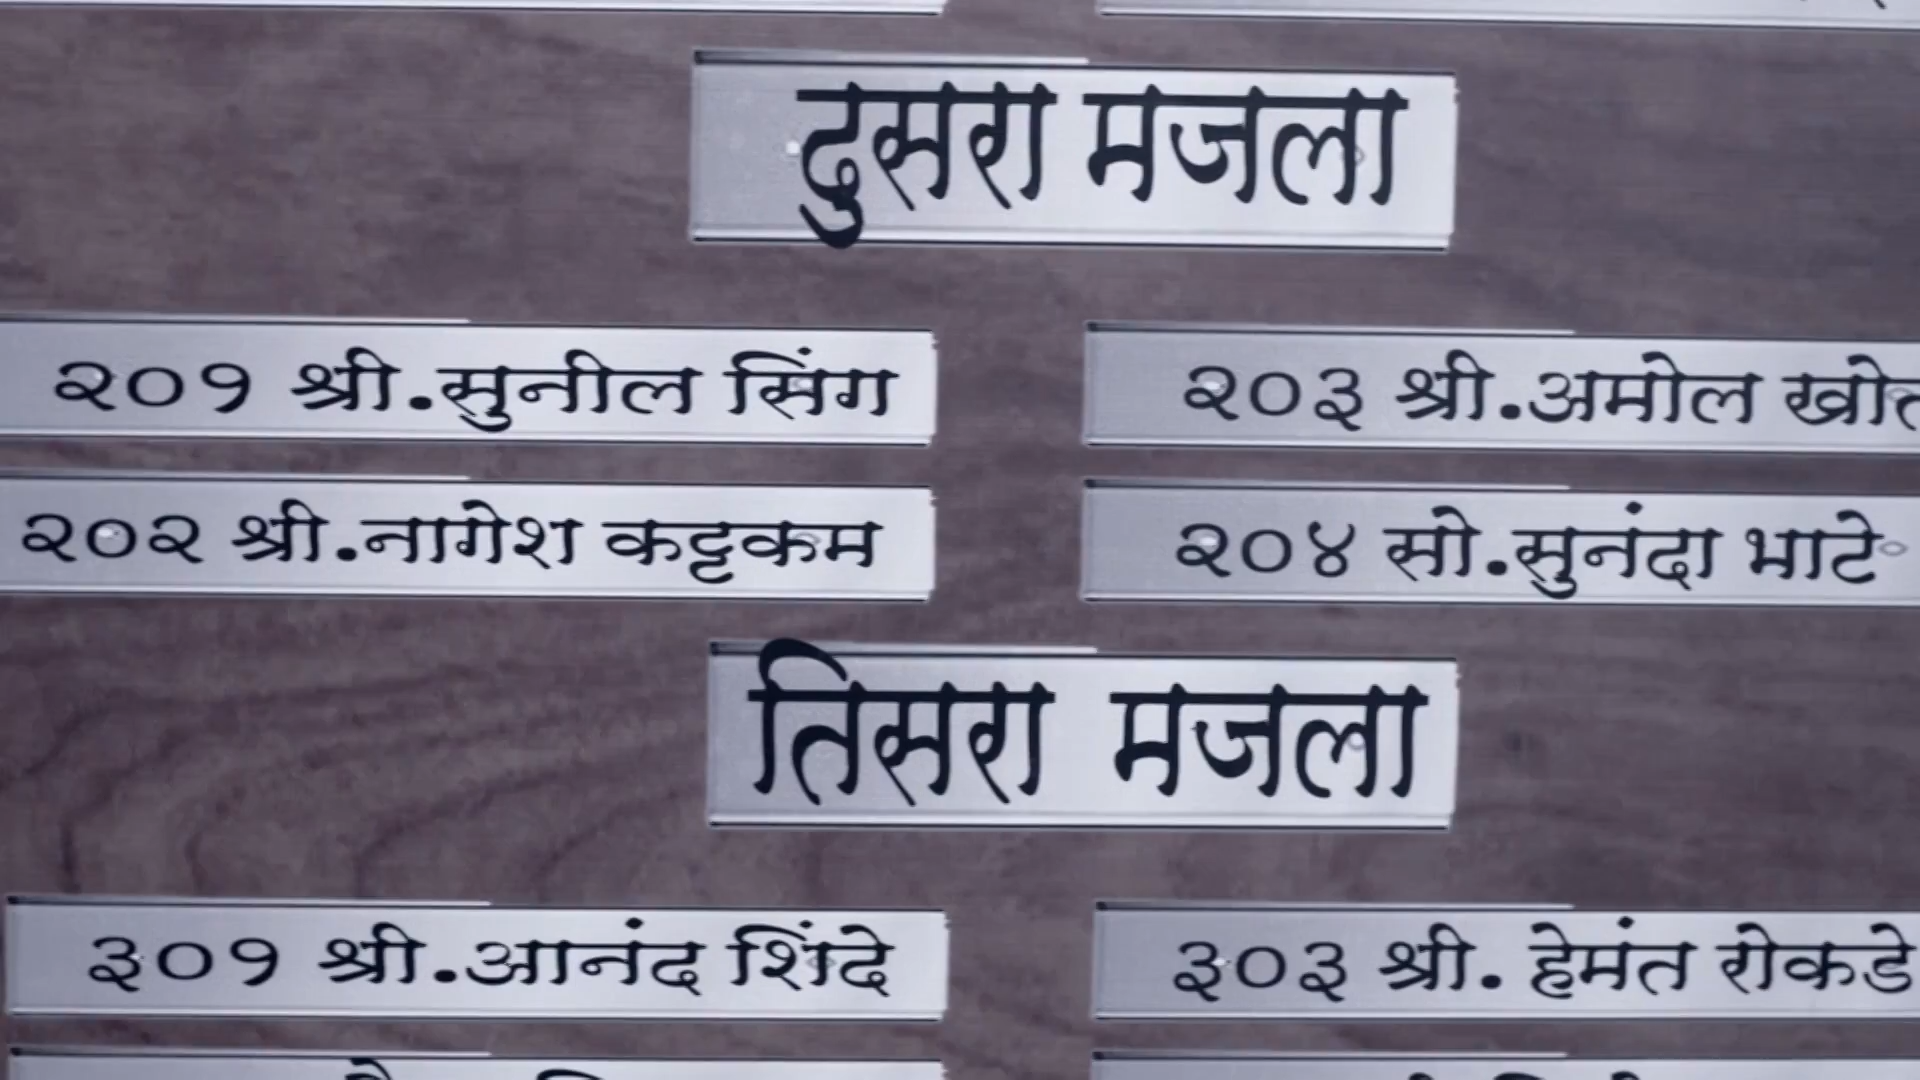 दुसरा मजला
२०१ श्री.सुनील सिंग
२०३ श्री.अमोल
२०२ श्री.नागेश कट्टकम
२०४ सो.सुनंदा भाटे
तिसरा मजला
३०१ श्री.आनंद शिंदे
३०३ श्री. हेमंत रोकडे